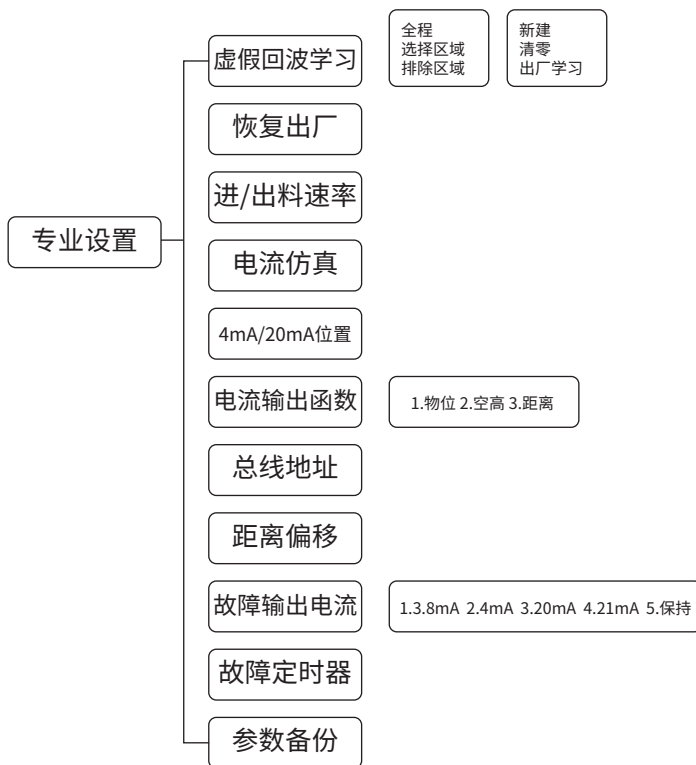 专业设置
虚假回波学习
全程
选择区域
排除区域
新建
清零
出厂学习
恢复出厂
进/出料速率
电流仿真
4mA/20mA位置
电流输出函数
1.物位 2.空高 3.距离
总线地址
距离偏移
故障输出电流
1.3.8mA 2.4mA 3.20mA 4.21mA 5.保持
故障定时器
参数备份